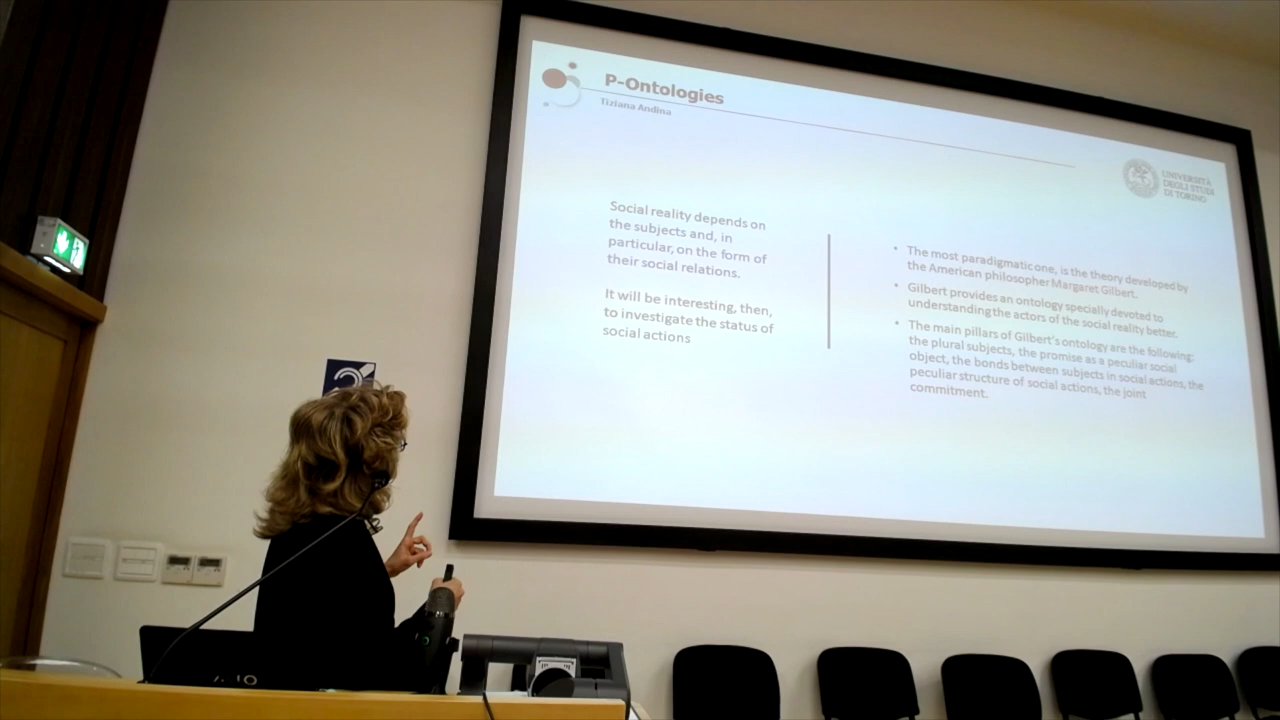 P-Ontologies
Tiziana Andina
UNIVERSITÀ
DEGLI STUDI
DI TORINO
Social reality depends on
the subjects and, in
particular, on the form of
their social relations.
It will be interesting, then,
to investigate the status of
social actions
• The most paradigmatic one, is the theory developed by
the American philosopher Margaret Gilbert.
• Gilbert provides an ontology specially devoted to
understanding the actors of the social reality better.
• The main pillars of Gilbert's ontology are the following:
the plural subjects, the promise as a peculiar social
object, the bonds between subjects in social actions, the
peculiar structure of social actions, the joint
commitment.